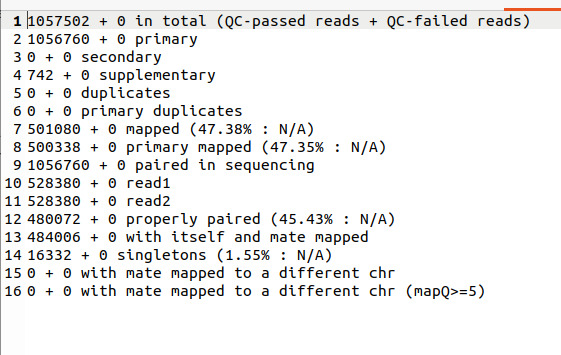 1 1057502 + 0 in total (QC-passed reads + QC-failed reads)
2 1056760 + 0 primary
3 0 + 0 secondary
4 742 + 0 supplementary
5 0 + 0 duplicates
6 0 + 0 primary duplicates
7 501080 + 0 mapped (47.38% : N/A)
8 500338 + 0 primary mapped (47.35% : N/A)
9 1056760 + 0 paired in sequencing
10 528380 + 0 read1
11 528380 + 0 read2
12 480072 + 0 properly paired (45.43% : N/A)
13 484006 + 0 with itself and mate mapped
14 16332 + 0 singletons (1.55% : N/A)
15 0 + 0 with mate mapped to a different chr
16 0 + 0 with mate mapped to a different chr (mapQ>=5)